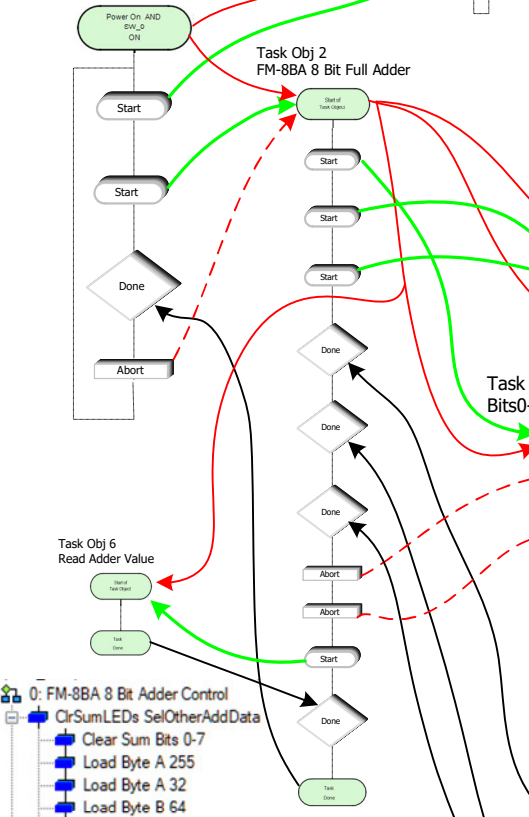 Power On AND
SW_0
ON
Start
Start
Done
Abort
Task Obj 2
FM-8BA 8 Bit Full Adder
Start of
Task Object
Start
Start
Start
Done
Done
Done
Abort
Abort
Start
Done
Task
Done
Task
Bits0-
Task Obj 6
Read Adder Value
Start of
Task Object
Task
Done
0: FM-8BA 8 Bit Adder Control
ClrSumLEDs SelOtherAddData
Clear Sum Bits 0-7
Load Byte A 255
Load Byte A 32
Load Byte B 64